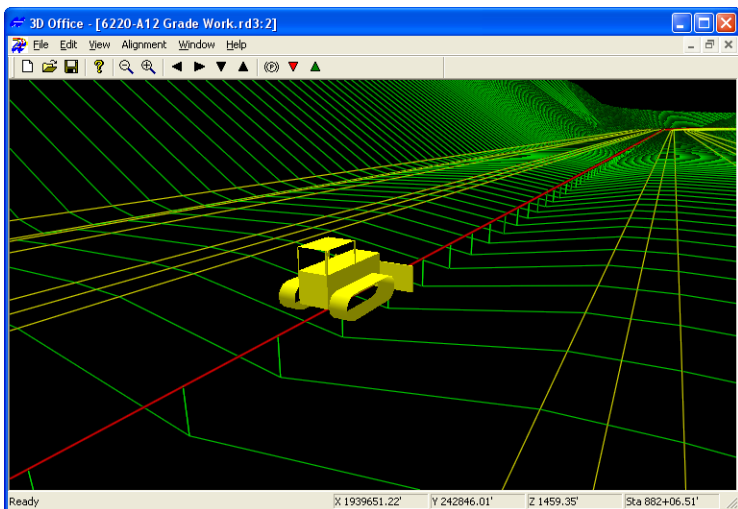 3D Office - [6220-A12 Grade Work.rd3:2]
File Edit View Alignment Window Help
Ready X 1939651.22' Y 242846.01' Z 1459.35' Sta 882+06.51'